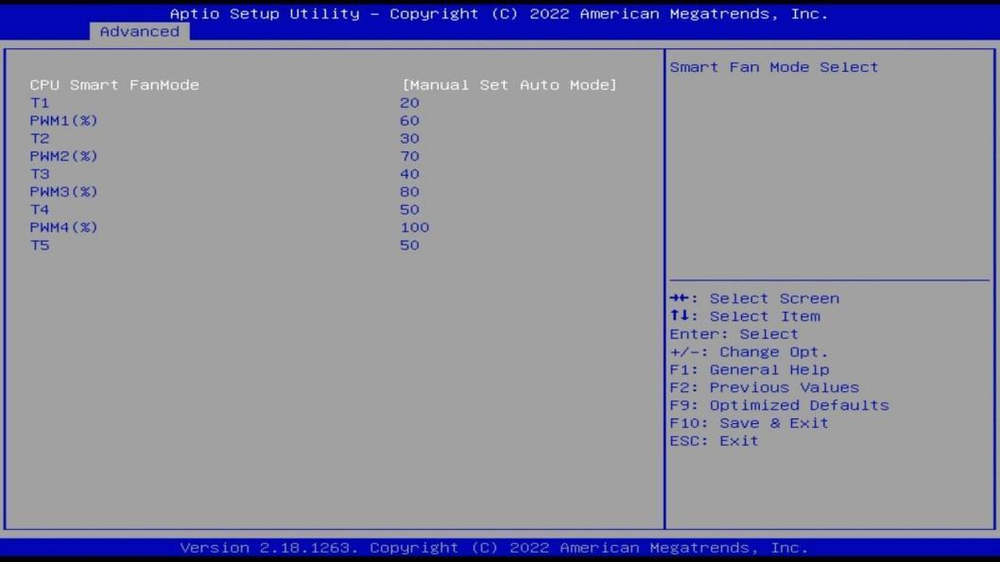 Aptio Setup Utility – Copyright (C) 2022 American Megatrends, Inc.
Advanced
CPU Smart FanMode [Manual Set Auto Mode]
T1 20
PWM1(%) 60
T2 30
PWM2(%) 70
T3 40
PWM3(%) 80
T4 50
PWM4(%) 100
T5 50
Smart Fan Mode Select
→←: Select Screen
↑↓: Select Item
Enter: Select
+/-: Change Opt.
F1: General Help
F2: Previous Values
F9: Optimized Defaults
F10: Save & Exit
ESC: Exit
Version 2.18.1263. Copyright (C) 2022 American Megatrends, Inc.